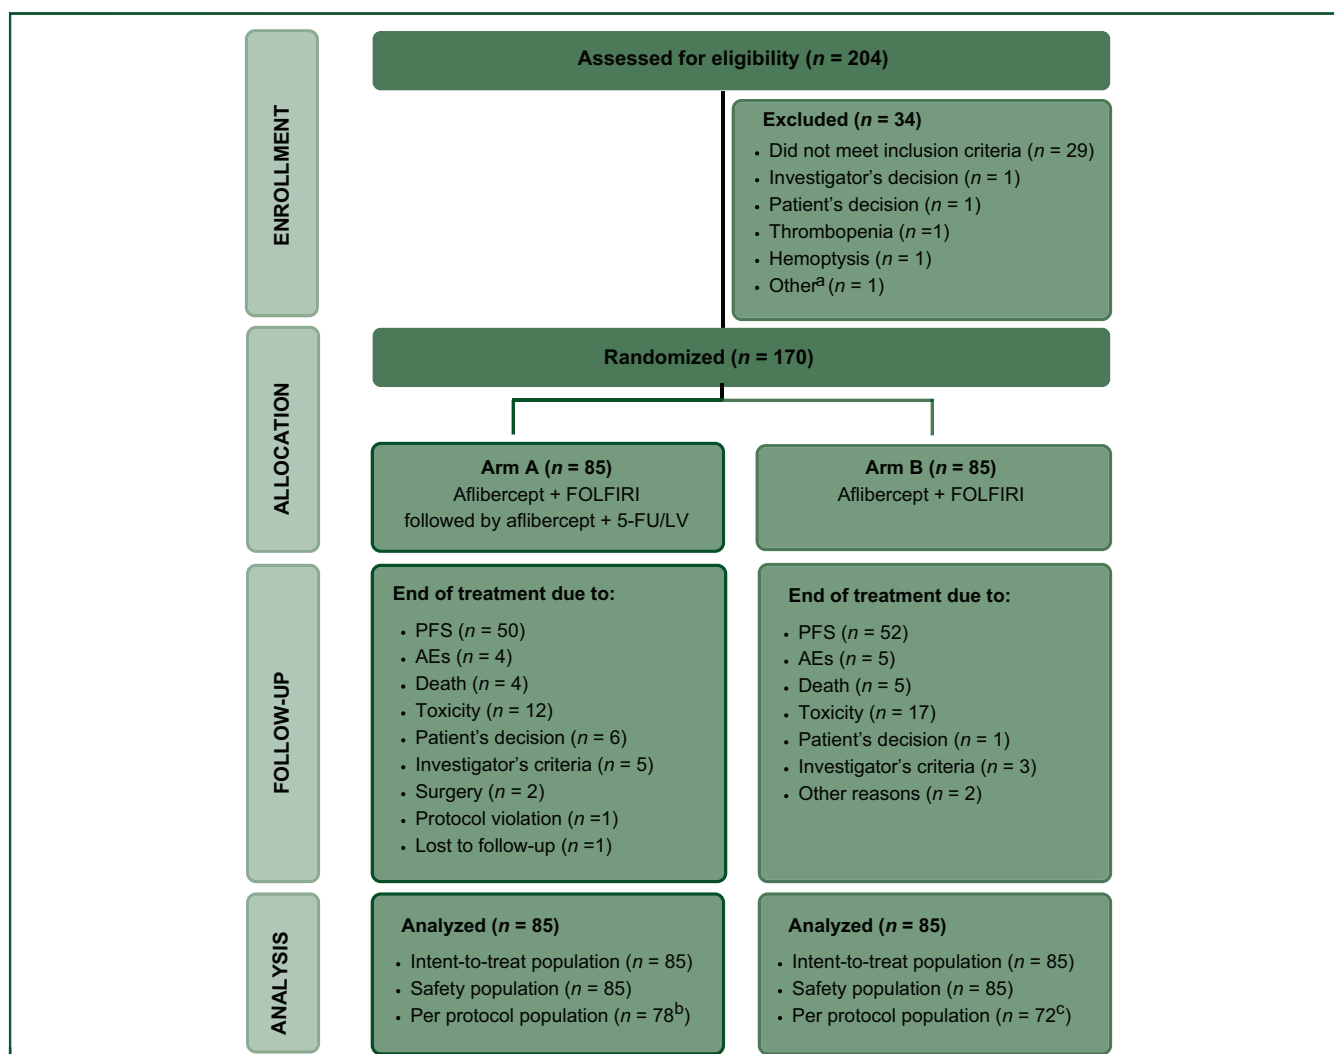 ENROLLMENT
Assessed for eligibility (n = 204)
Excluded (n = 34)
• Did not meet inclusion criteria (n = 29)
• Investigator's decision (n = 1)
• Patient's decision (n = 1)
• Thrombopenia (n =1)
• Hemoptysis (n = 1)
• Otherᵃ (n = 1)
ALLOCATION
Randomized (n = 170)
Arm A (n = 85)
Aflibercept + FOLFIRI
followed by aflibercept + 5-FU/LV
Arm B (n = 85)
Aflibercept + FOLFIRI
FOLLOW-UP
End of treatment due to:
• PFS (n = 50)
• AEs (n = 4)
• Death (n = 4)
• Toxicity (n = 12)
• Patient's decision (n = 6)
• Investigator's criteria (n = 5)
• Surgery (n = 2)
• Protocol violation (n =1)
• Lost to follow-up (n =1)
End of treatment due to:
• PFS (n = 52)
• AEs (n = 5)
• Death (n = 5)
• Toxicity (n = 17)
• Patient's decision (n = 1)
• Investigator's criteria (n = 3)
• Other reasons (n = 2)
ANALYSIS
Analyzed (n = 85)
• Intent-to-treat population (n = 85)
• Safety population (n = 85)
• Per protocol population (n = 78ᵇ)
Analyzed (n = 85)
• Intent-to-treat population (n = 85)
• Safety population (n = 85)
• Per protocol population (n = 72ᶜ)